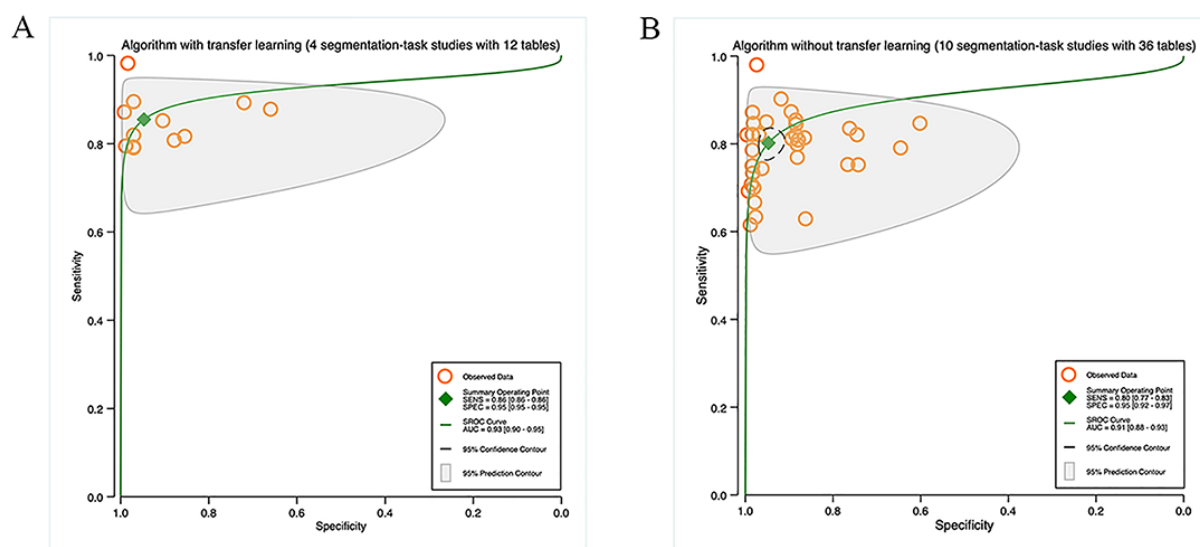 A
Algorithm with transfer learning (4 segmentation-task studies with 12 tables)
1.0
0.8
0.6
0.4
0.2
0.0
Sensitivity
Observed Data
Summary Operating Point
SENS = 0.86 [0.86 - 0.86]
SPEC = 0.95 [0.95 - 0.95]
SROC Curve
AUC = 0.93 [0.90 - 0.95]
95% Confidence Contour
95% Prediction Contour
1.0 0.8 0.6 0.4 0.2 0.0
Specificity
B
Algorithm without transfer learning (10 segmentation-task studies with 36 tables)
1.0
0.8
0.6
0.4
0.2
0.0
Sensitivity
Observed Data
Summary Operating Point
SENS = 0.80 [0.77 - 0.83]
SPEC = 0.95 [0.92 - 0.97]
SROC Curve
AUC = 0.91 [0.88 - 0.93]
95% Confidence Contour
95% Prediction Contour
1.0 0.8 0.6 0.4 0.2 0.0
Specificity